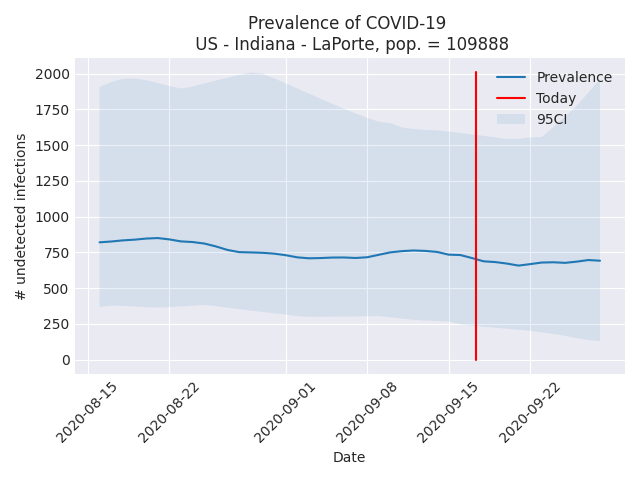 Prevalence of COVID-19
US - Indiana - LaPorte, pop. = 109888
Prevalence
Today
95CI
# undetected infections
2000
1750
1500
1250
1000
750
500
250
0
2020-08-15
2020-08-22
2020-09-01
2020-09-08
2020-09-15
2020-09-22
Date